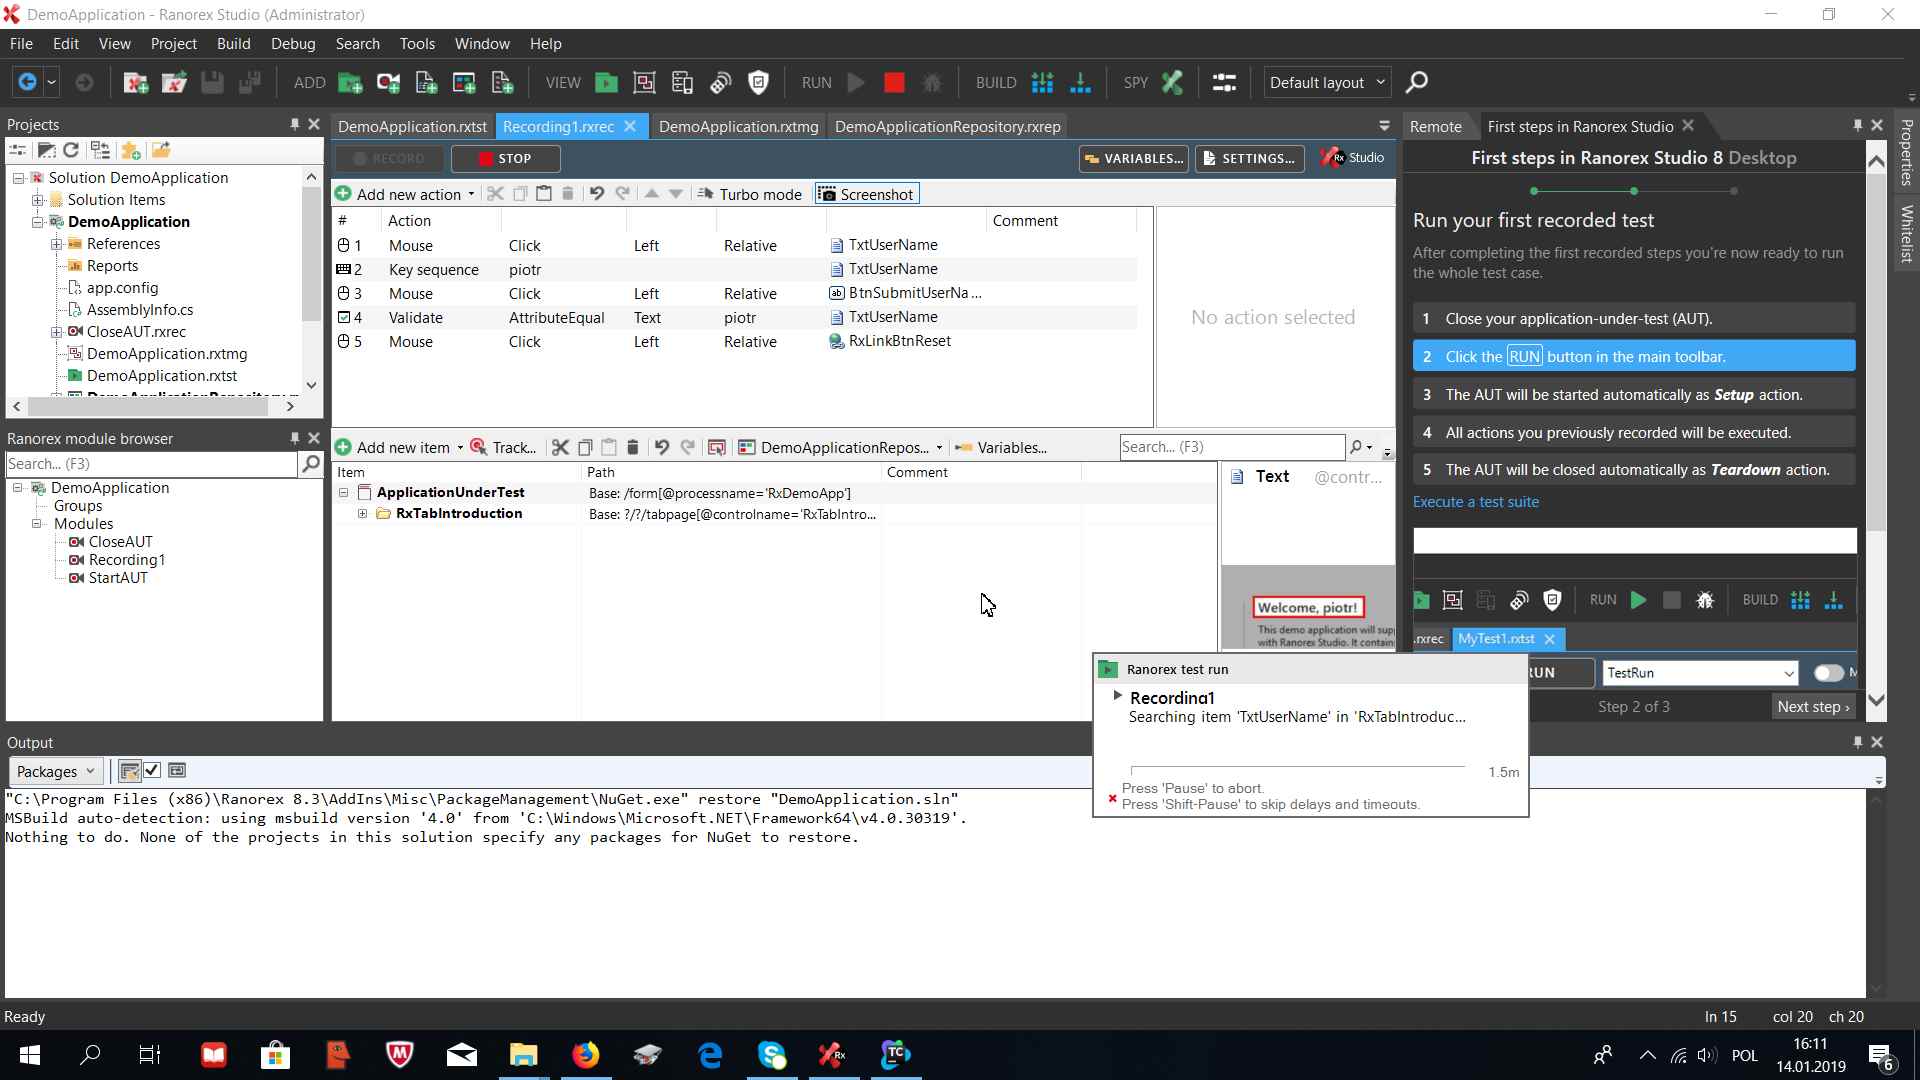 DemoApplication - Ranorex Studio (Administrator)
File Edit View Project Build Debug Search Tools Window Help
ADD VIEW RUN BUILD SPY Default layout
Projects
Solution DemoApplication
Solution Items
DemoApplication
References
Reports
app.config
AssemblyInfo.cs
CloseAUT.rxrec
DemoApplication.rxtmg
DemoApplication.rxtst
Ranorex module browser
Search... (F3)
DemoApplication
Groups
Modules
CloseAUT
Recording1
StartAUT
DemoApplication.rxtst Recording1.rxrec DemoApplication.rxtmg DemoApplicationRepository.rxrep
RECORD STOP VARIABLES... SETTINGS... Rx Studio
Add new action Turbo mode Screenshot
# Action Comment
1 Mouse Click Left Relative TxtUserName
2 Key sequence piotr TxtUserName
3 Mouse Click Left Relative BtnSubmitUserNa ...
4 Validate AttributeEqual Text piotr TxtUserName
5 Mouse Click Left Relative RxLinkBtnReset
No action selected
Add new item Track... DemoApplicationRepos... Variables... Search... (F3)
Item Path Comment
ApplicationUnderTest Base: /form[@processname='RxDemoApp']
RxTabIntroduction Base: ?/?/tabpage[@controlname='RxTabIntro...
Text @contr...
Welcome, piotr!
This demo application will sup
with Ranorex Studio. It contain
Remote First steps in Ranorex Studio
First steps in Ranorex Studio 8 Desktop
Run your first recorded test
After completing the first recorded steps you're now ready to run
the whole test case.
1 Close your application-under-test (AUT).
2 Click the RUN button in the main toolbar.
3 The AUT will be started automatically as Setup action.
4 All actions you previously recorded will be executed.
5 The AUT will be closed automatically as Teardown action.
Execute a test suite
RUN BUILD
.rxrec MyTest1.rxtst
UN TestRun M
Step 2 of 3 Next step ›
Properties
Whitelist
Ranorex test run
Recording1
Searching item 'TxtUserName' in 'RxTabIntroduc...
1.5m
Press 'Pause' to abort.
Press 'Shift-Pause' to skip delays and timeouts.
Output
Packages
"C:\Program Files (x86)\Ranorex 8.3\AddIns\Misc\PackageManagement\NuGet.exe" restore "DemoApplication.sln"
MSBuild auto-detection: using msbuild version '4.0' from 'C:\Windows\Microsoft.NET\Framework64\v4.0.30319'.
Nothing to do. None of the projects in this solution specify any packages for NuGet to restore.
Ready ln 15 col 20 ch 20
Rx TC POL 16:11
14.01.2019
6